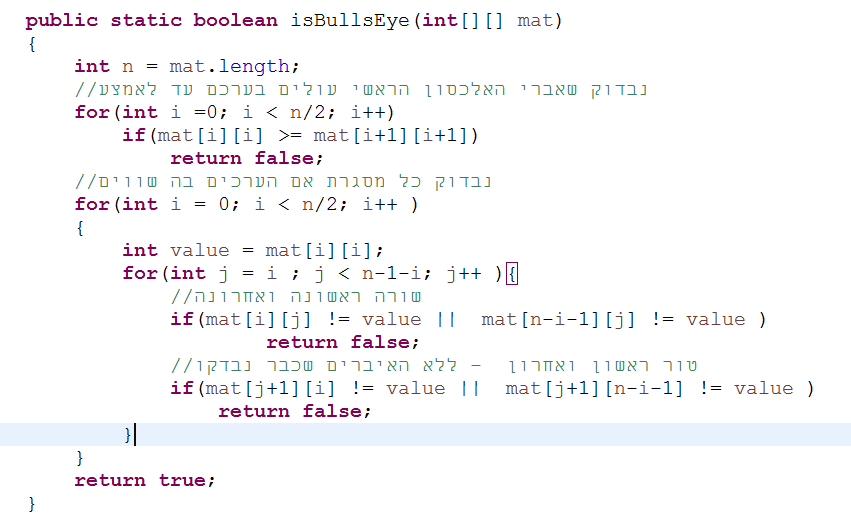 public static boolean isBullsEye(int[][] mat)
{
int n = mat.length;
//נבדוק שאברי האלכסון הראשי עולים בערכם עד לאמצע
for(int i =0; i < n/2; i++)
if(mat[i][i] >= mat[i+1][i+1])
return false;
//נבדוק כל מסגרת אם הערכים בה שווים
for(int i = 0; i < n/2; i++ )
{
int value = mat[i][i];
for(int j = i ; j < n-1-i; j++ ){
//שורה ראשונה ואחרונה
if(mat[i][j] != value || mat[n-i-1][j] != value )
return false;
//טור ראשון ואחרון - ללא האיברים שכבר נבדקו
if(mat[j+1][i] != value || mat[j+1][n-i-1] != value )
return false;
}
}
return true;
}